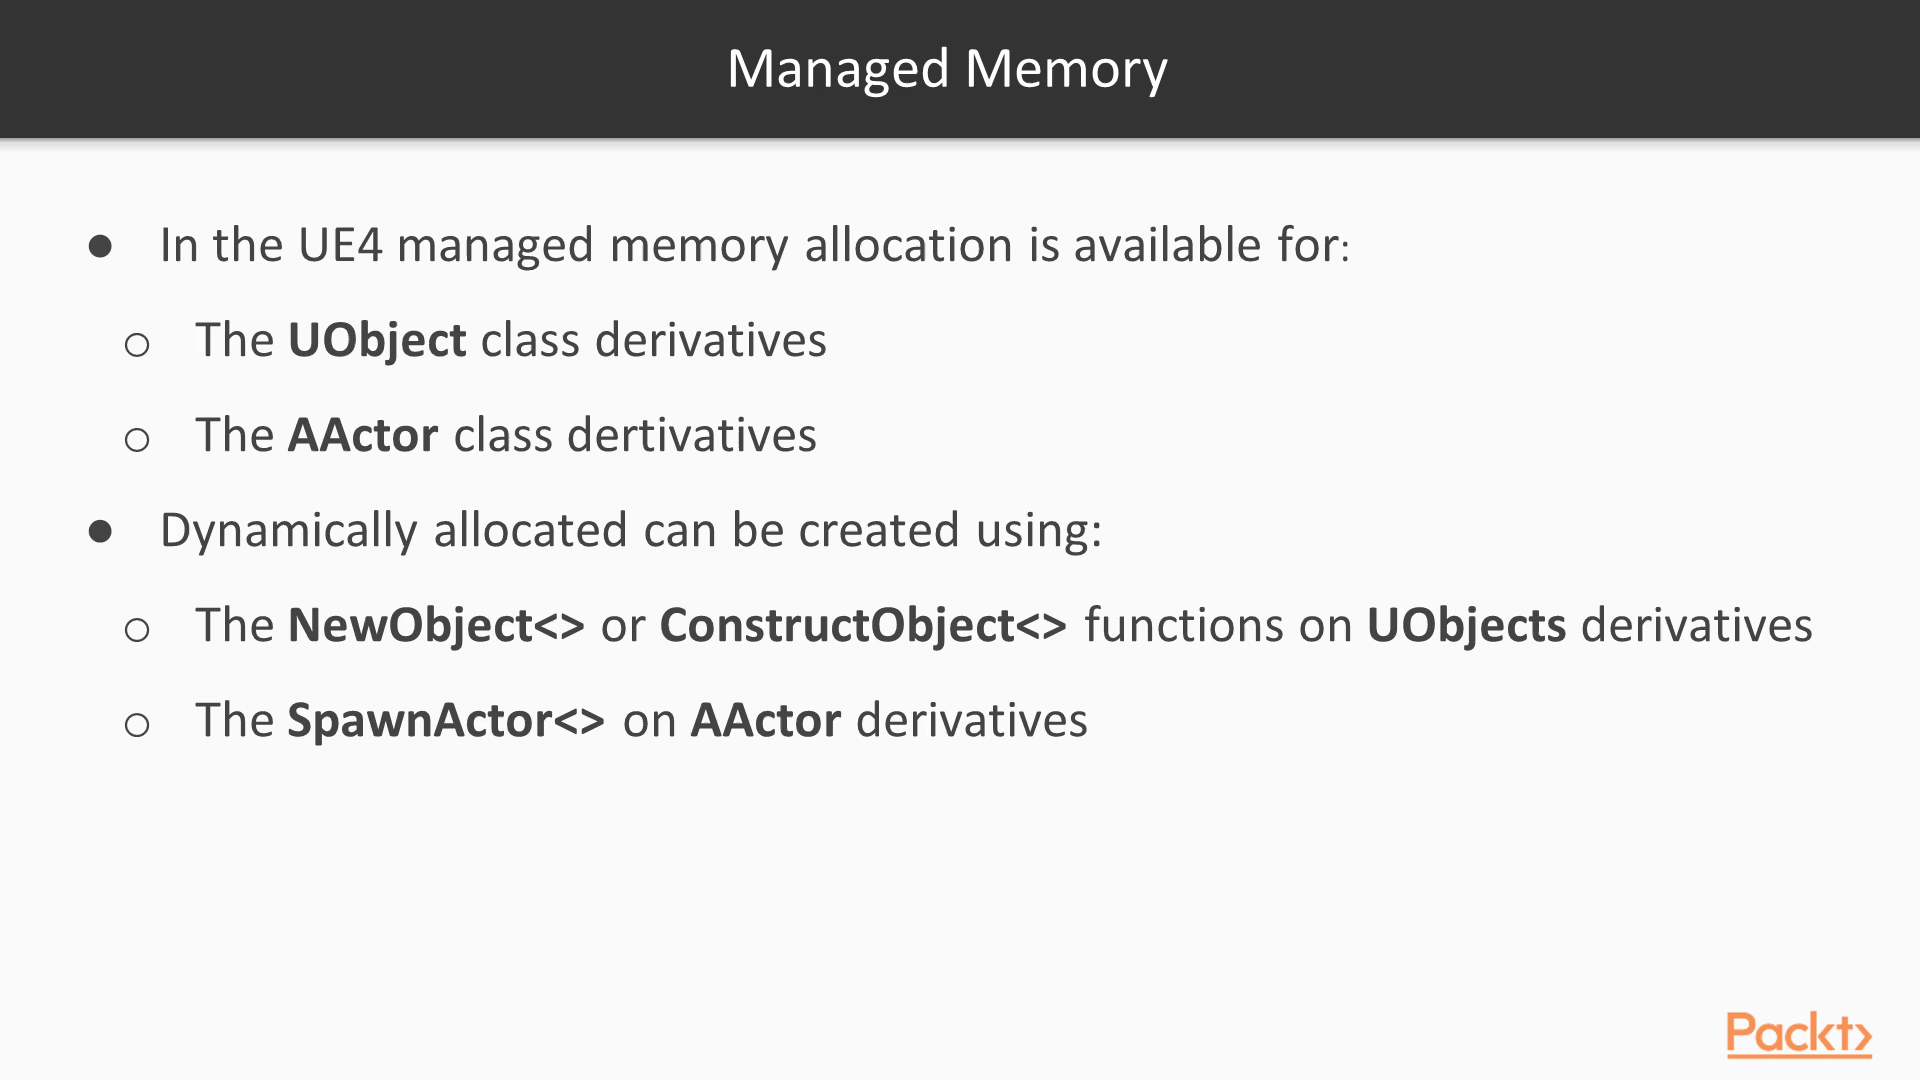 Managed Memory
● In the UE4 managed memory allocation is available for:
○ The UObject class derivatives
○ The AActor class dertivatives
● Dynamically allocated can be created using:
○ The NewObject<> or ConstructObject<> functions on UObjects derivatives
○ The SpawnActor<> on AActor derivatives
Packt>